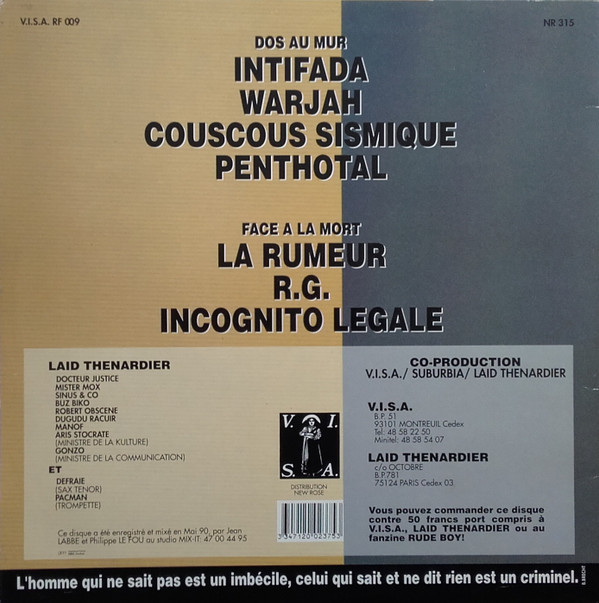 V.I.S.A. RF 009
NR 315
DOS AU MUR
INTIFADA
WARJAH
COUSCOUS SISMIQUE
PENTHOTAL
FACE A LA MORT
LA RUMEUR
R.G.
INCOGNITO LEGALE
LAID THENARDIER
DOCTEUR JUSTICE
MISTER MOX
SINUS & CO
BUZ BIKO
ROBERT OBSCENE
DUGUDU RACUIR
MANOF
ARIS STOCRATE
(MINISTRE DE LA KULTURE)
GONZO
(MINISTRE DE LA COMMUNICATION)
ET
DEFRAIE
(SAX TENOR)
PACMAN
(TROMPETTE)
Ce disque a été enregistré et mixé en Mai 90, par Jean
LABBE et Philippe LE FOU au studio MIX-IT: 47 00 44 95
V. I.
S. A.
DISTRIBUTION
NEW ROSE
3347120023753
CO-PRODUCTION
V.I.S.A./ SUBURBIA/ LAID THENARDIER
V.I.S.A.
B.P. 51
93101 MONTREUIL Cedex
Tel: 48 58 22 50
Minitel: 48 58 54 07
LAID THENARDIER
c/o OCTOBRE
B.P.781
75124 PARIS Cedex 03
Vous pouvez commander ce disque
contre 50 francs port compris à
V.I.S.A., LAID THENARDIER ou au
fanzine RUDE BOY!
L'homme qui ne sait pas est un imbécile, celui qui sait et ne dit rien est un criminel.
B.BRECHT